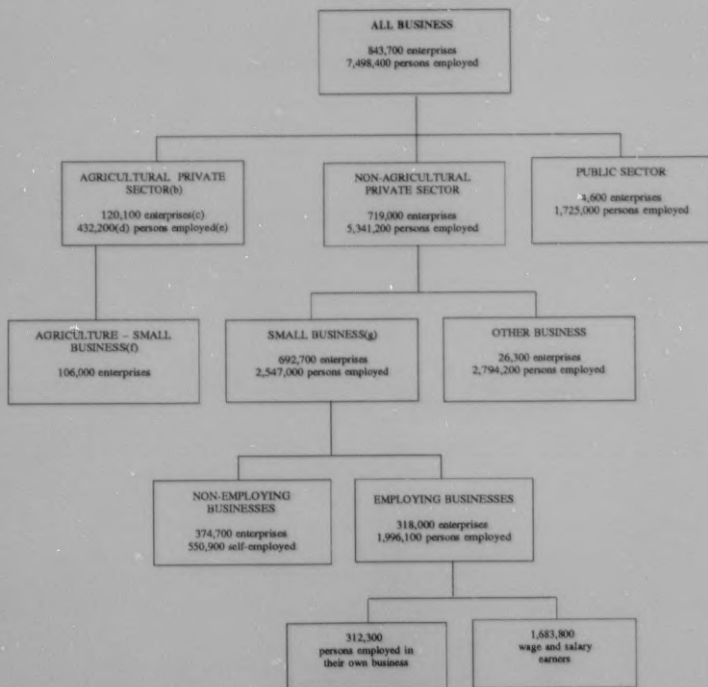 ALL BUSINESS
843,700 enterprises
7,498,400 persons employed
AGRICULTURAL PRIVATE
SECTOR(b)
120,100 enterprises(c)
432,200(d) persons employed(e)
NON-AGRICULTURAL
PRIVATE SECTOR
719,000 enterprises
5,341,200 persons employed
PUBLIC SECTOR
4,600 enterprises
1,725,000 persons employed
AGRICULTURE – SMALL
BUSINESS(f)
106,000 enterprises
SMALL BUSINESS(g)
692,700 enterprises
2,547,000 persons employed
OTHER BUSINESS
26,300 enterprises
2,794,200 persons employed
NON-EMPLOYING
BUSINESSES
374,700 enterprises
550,900 self-employed
EMPLOYING BUSINESSES
318,000 enterprises
1,996,100 persons employed
312,300
persons employed in
their own business
1,683,800
wage and salary
earners